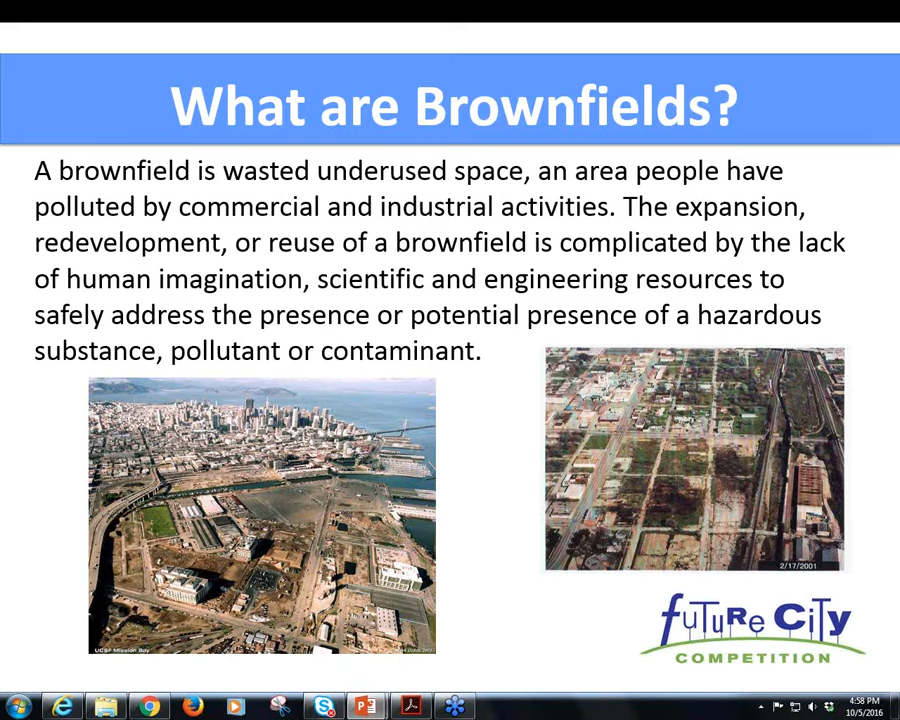 What are Brownfields?
A brownfield is wasted underused space, an area people have
polluted by commercial and industrial activities. The expansion,
redevelopment, or reuse of a brownfield is complicated by the lack
of human imagination, scientific and engineering resources to
safely address the presence or potential presence of a hazardous
substance, pollutant or contaminant.
2/17/2001
UCSF Mission Bay
FuTuRe CiTy
COMPETITION
4:58 PM
10/5/2016